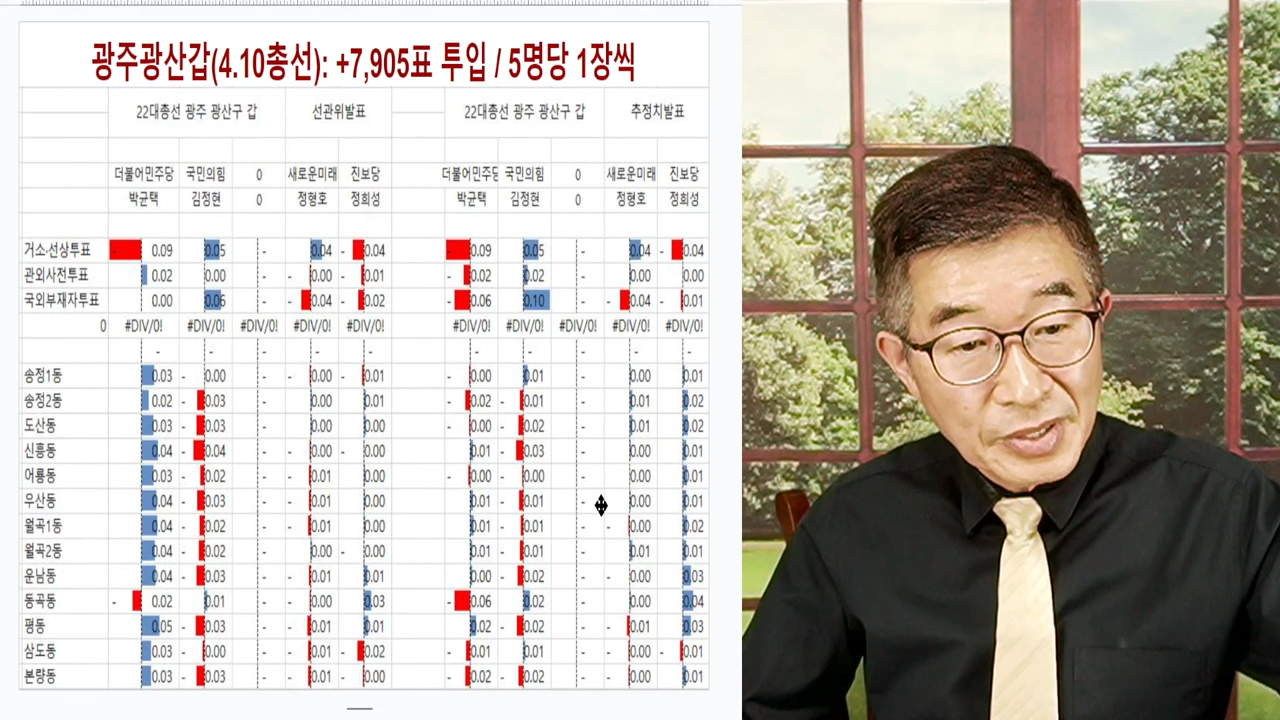 광주광산갑(4.10총선): +7,905표 투입 / 5명당 1장씩
22대총선 광주 광산구 갑 선관위발표 22대총선 광주 광산구 갑 추정치발표
더불어민주당 국민의힘 0 새로운미래 진보당 더불어민주당 국민의힘 0 새로운미래 진보당
박균택 김정현 0 정형호 정희성 박균택 김정현 0 정형호 정희성
거소·선상투표 - 0.09 0.05 - 0.04 - 0.04 - 0.09 0.05 - 0.04 - 0.04
관외사전투표 0.02 0.00 - - 0.00 - 0.01 - 0.02 0.02 - - 0.00 0.00
국외부재자투표 0.00 0.06 - - 0.04 - 0.02 - 0.06 0.10 - - 0.04 - 0.01
0 #DIV/0! #DIV/0! #DIV/0! #DIV/0! #DIV/0! #DIV/0! #DIV/0! #DIV/0! #DIV/0! #DIV/0!
- - - - - - - - - -
송정1동 0.03 - 0.00 - - 0.00 - 0.01 - 0.00 0.01 - - 0.00 0.01
송정2동 0.02 - 0.03 - 0.00 0.01 - 0.02 - 0.01 - 0.01 0.02
도산동 0.03 - 0.03 - - 0.00 0.01 - 0.00 - 0.02 - 0.01 0.02
신흥동 0.04 - 0.04 - - 0.00 0.00 0.01 - 0.03 - 0.00 0.01
어룡동 0.03 - 0.02 - - 0.01 0.00 - 0.00 - 0.00 - 0.00 0.01
우산동 0.04 - 0.03 - - 0.01 0.00 0.01 - 0.01 - 0.00 0.01
월곡1동 0.04 - 0.02 - - 0.01 0.00 0.01 - 0.01 - - 0.00 0.02
월곡2동 0.04 - 0.02 - 0.00 - 0.00 0.01 - 0.01 - 0.01 0.01
운남동 0.04 - 0.03 - - 0.01 0.01 0.00 - 0.02 - - 0.00 0.03
동곡동 - 0.02 0.01 - - 0.00 0.03 - 0.06 0.02 - - 0.00 0.04
평동 0.05 - 0.03 - - 0.01 0.01 0.02 - 0.02 - - 0.01 0.03
삼도동 0.03 - 0.00 - - 0.01 - 0.02 - 0.01 0.01 - - 0.01 - 0.01
본량동 0.03 - 0.03 - - 0.01 - 0.00 - 0.02 - 0.02 - - 0.00 0.01